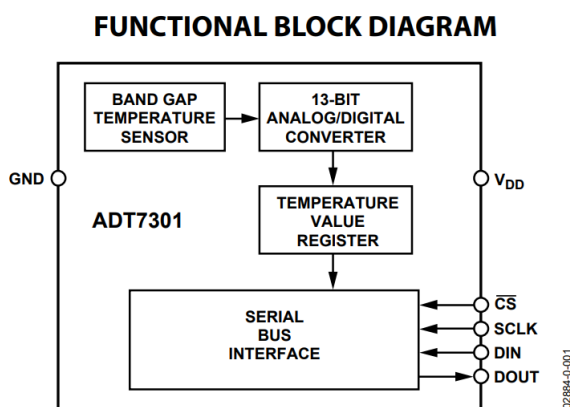 FUNCTIONAL BLOCK DIAGRAM
BAND GAP
TEMPERATURE
SENSOR
13-BIT
ANALOG/DIGITAL
CONVERTER
GND
VDD
ADT7301
TEMPERATURE
VALUE
REGISTER
SERIAL
BUS
INTERFACE
C̅S̅
SCLK
DIN
DOUT
02884-0-001